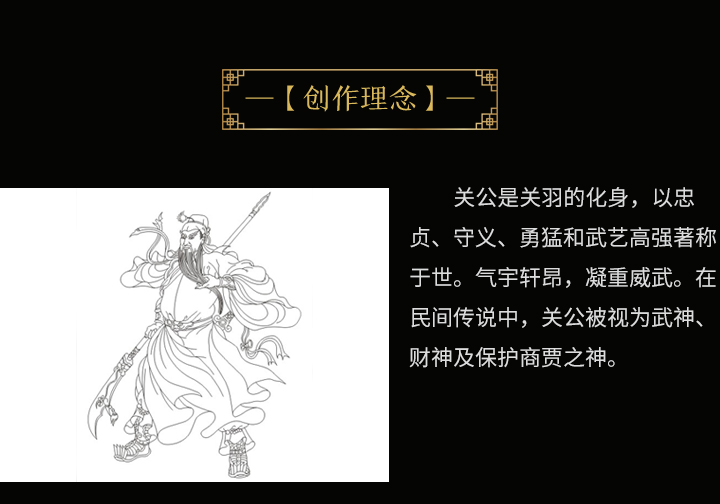 —【创作理念】—
关公是关羽的化身，以忠
贞、守义、勇猛和武艺高强著称
于世。气宇轩昂，凝重威武。在
民间传说中，关公被视为武神、
财神及保护商贾之神。